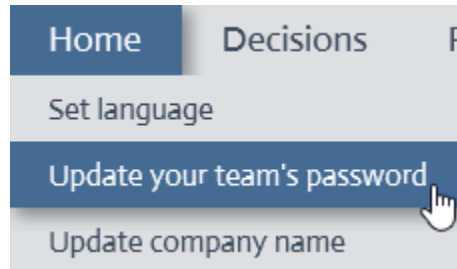 Home Decisions
Set language
Update your team's password
Update company name